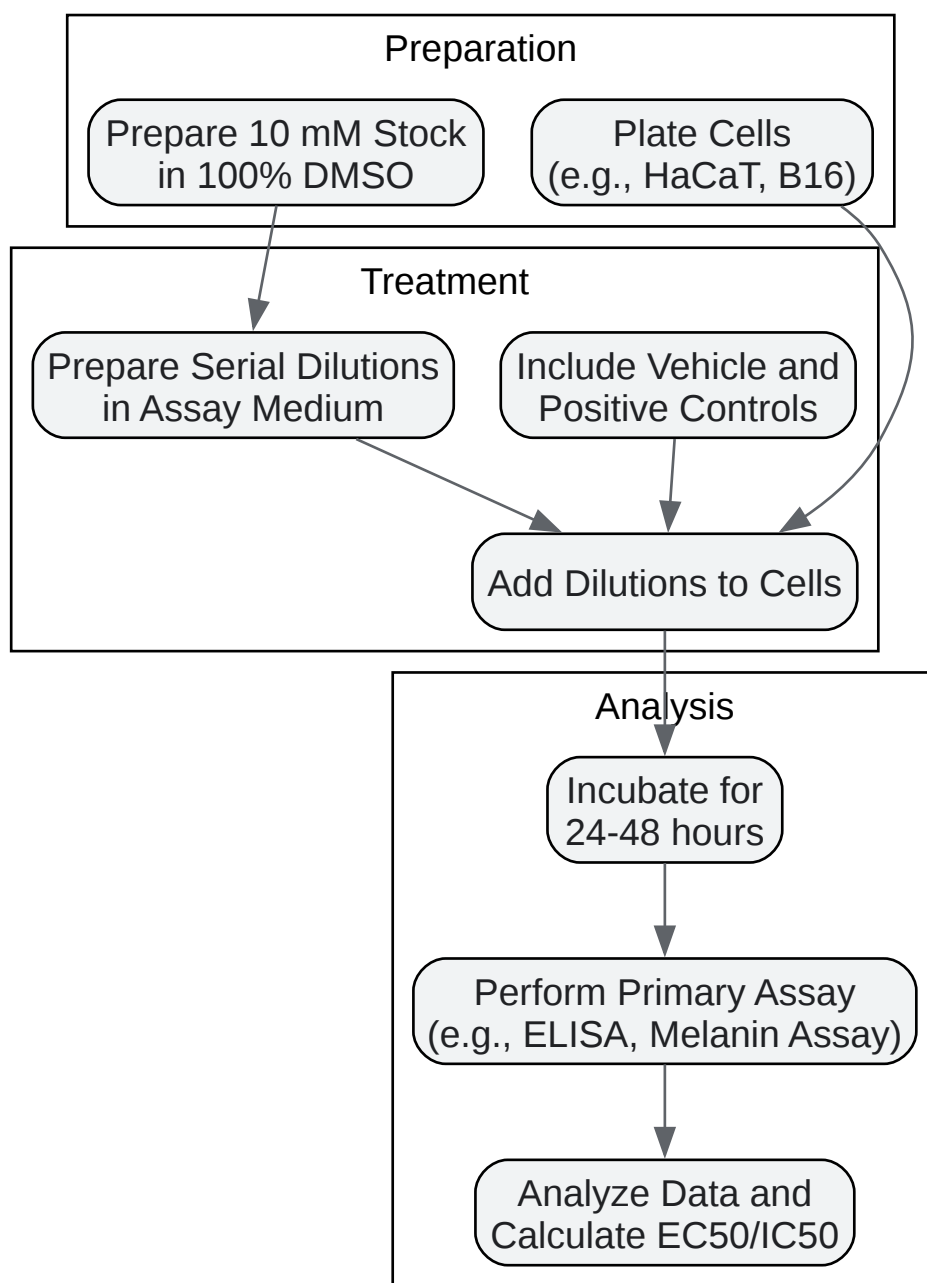 Preparation
Prepare 10 mM Stock
in 100% DMSO
Plate Cells
(e.g., HaCaT, B16)
Treatment
Prepare Serial Dilutions
in Assay Medium
Include Vehicle and
Positive Controls
Add Dilutions to Cells
Analysis
Incubate for
24-48 hours
Perform Primary Assay
(e.g., ELISA, Melanin Assay)
Analyze Data and
Calculate EC50/IC50